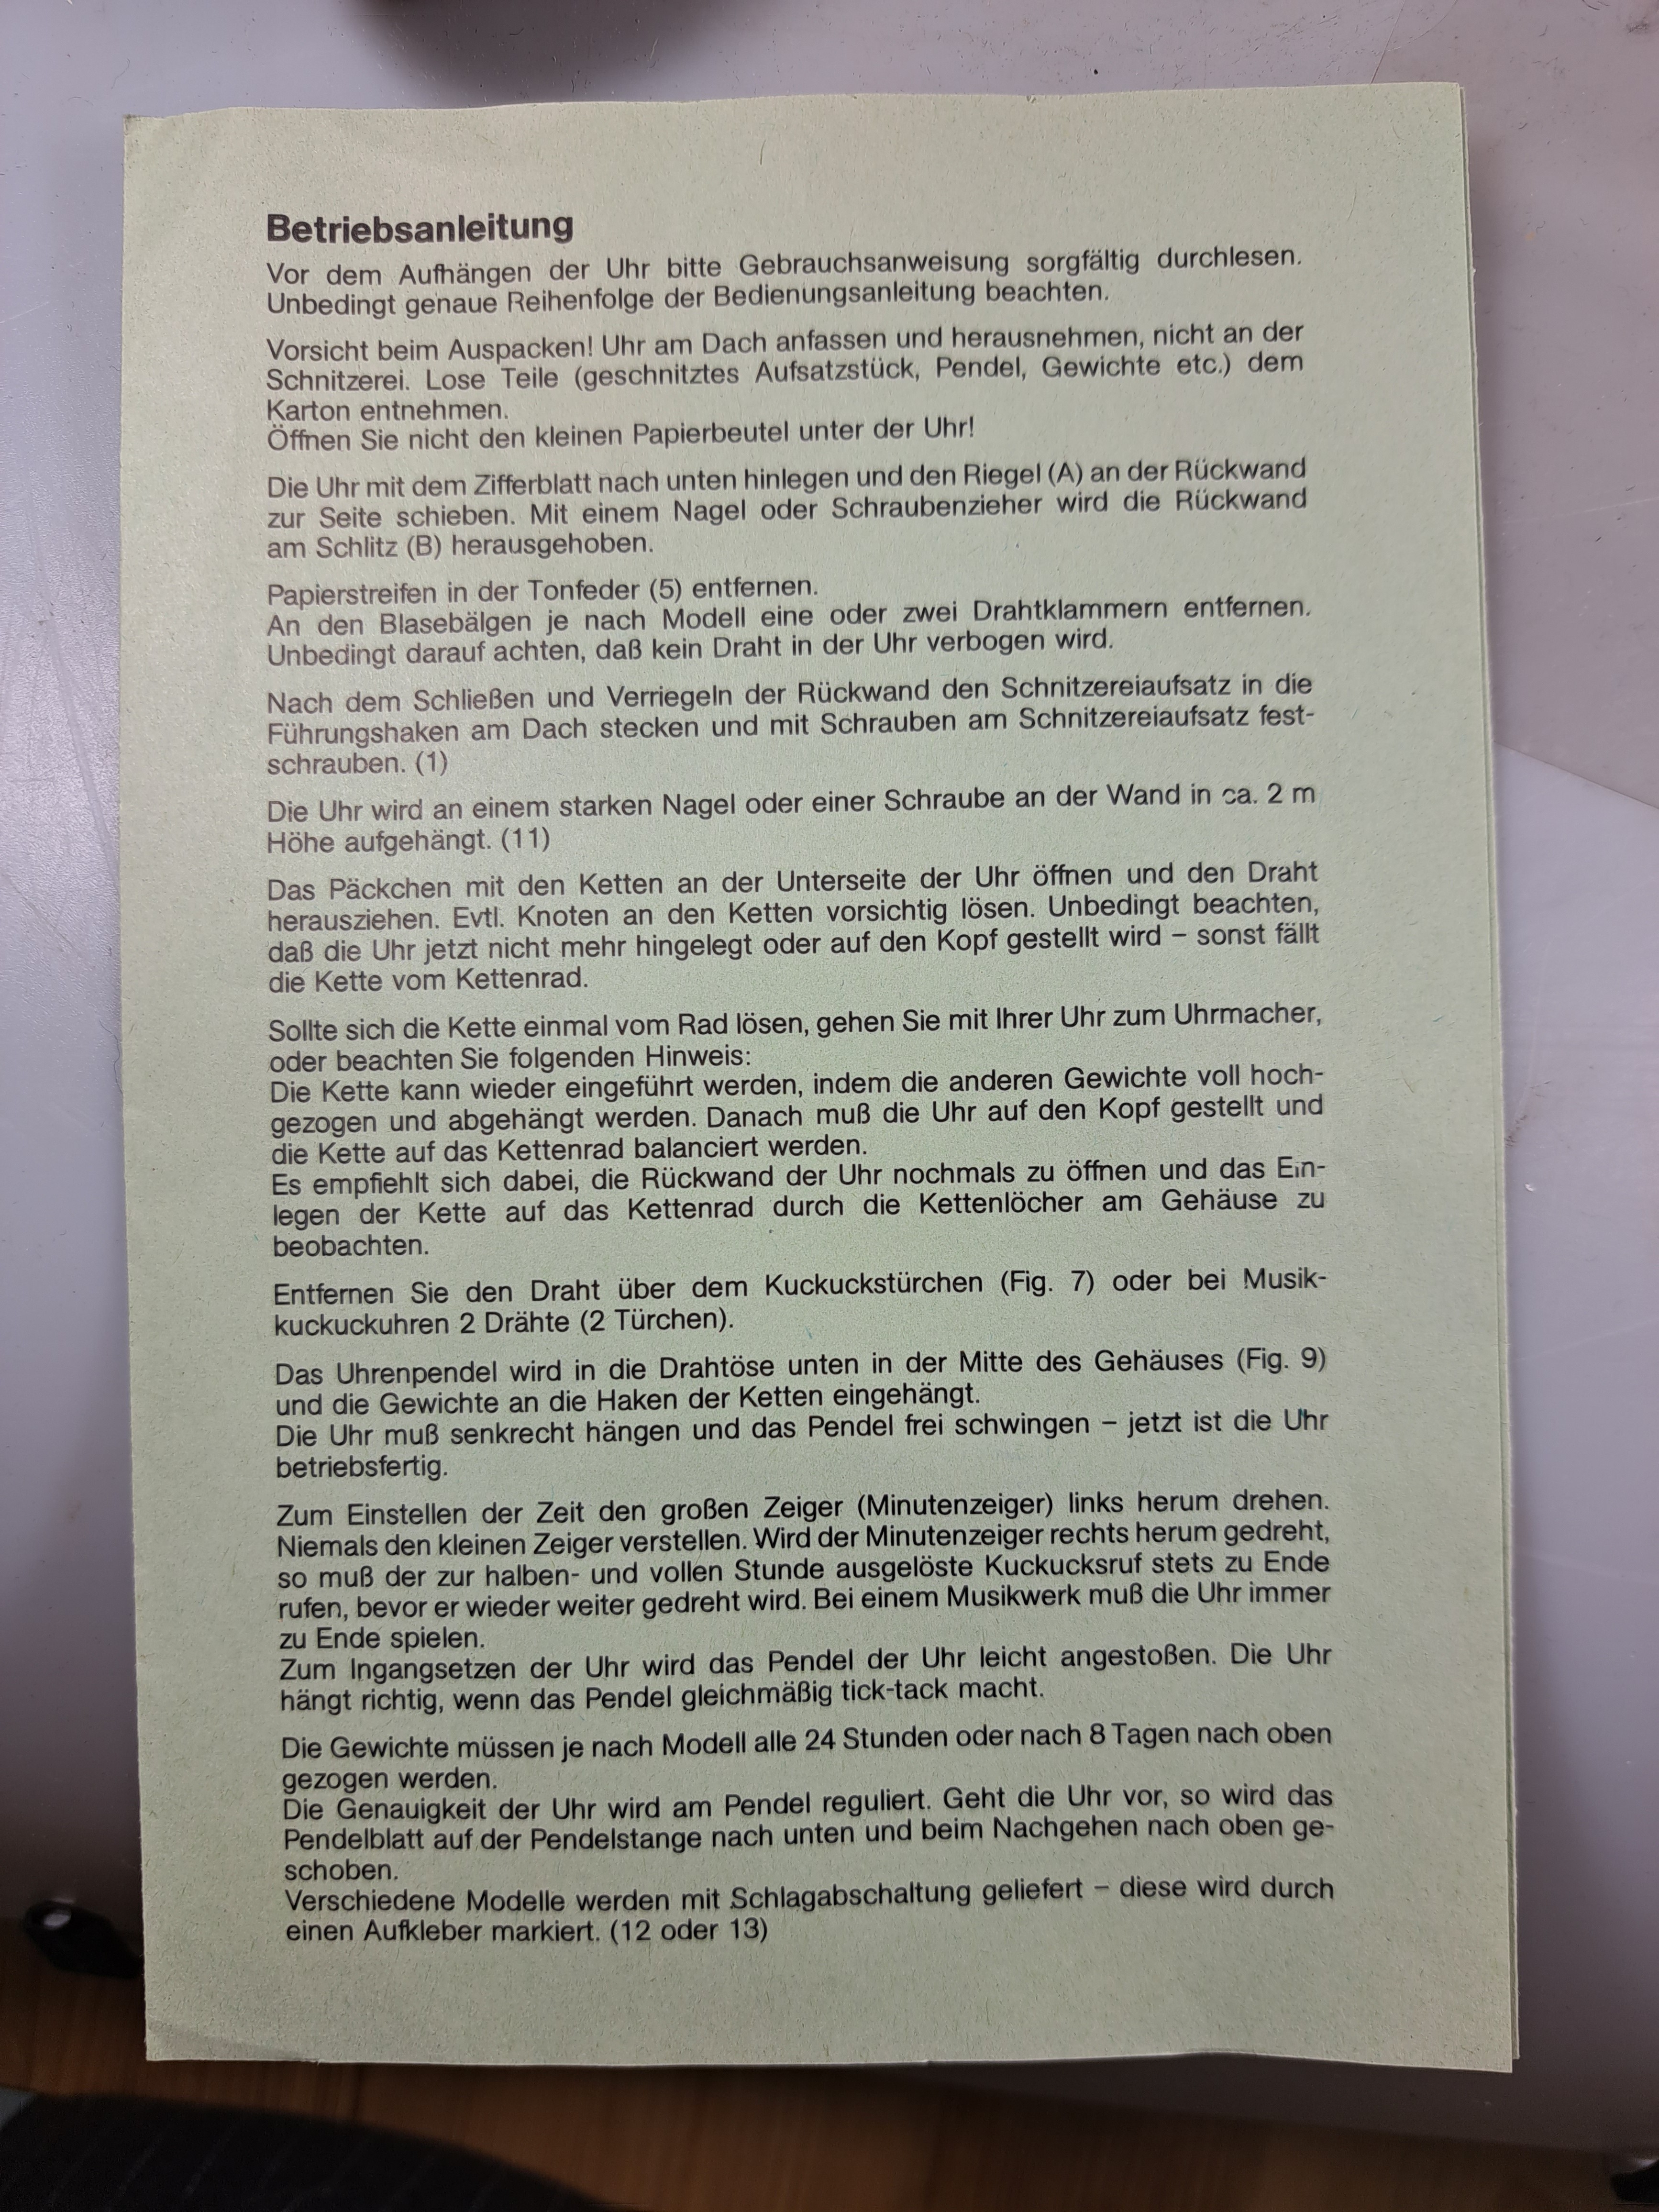 Betriebsanleitung
Vor dem Aufhängen der Uhr bitte Gebrauchsanweisung sorgfältig durchlesen.
Unbedingt genaue Reihenfolge der Bedienungsanleitung beachten.
Vorsicht beim Auspacken! Uhr am Dach anfassen und herausnehmen, nicht an der
Schnitzerei. Lose Teile (geschnitztes Aufsatzstück, Pendel, Gewichte etc.) dem
Karton entnehmen.
Öffnen Sie nicht den kleinen Papierbeutel unter der Uhr!
Die Uhr mit dem Zifferblatt nach unten hinlegen und den Riegel (A) an der Rückwand
zur Seite schieben. Mit einem Nagel oder Schraubenzieher wird die Rückwand
am Schlitz (B) herausgehoben.
Papierstreifen in der Tonfeder (5) entfernen.
An den Blasebälgen je nach Modell eine oder zwei Drahtklammern entfernen.
Unbedingt darauf achten, daß kein Draht in der Uhr verbogen wird.
Nach dem Schließen und Verriegeln der Rückwand den Schnitzereiaufsatz in die
Führungshaken am Dach stecken und mit Schrauben am Schnitzereiaufsatz fest-
schrauben. (1)
Die Uhr wird an einem starken Nagel oder einer Schraube an der Wand in ca. 2 m
Höhe aufgehängt. (11)
Das Päckchen mit den Ketten an der Unterseite der Uhr öffnen und den Draht
herausziehen. Evtl. Knoten an den Ketten vorsichtig lösen. Unbedingt beachten,
daß die Uhr jetzt nicht mehr hingelegt oder auf den Kopf gestellt wird – sonst fällt
die Kette vom Kettenrad.
Sollte sich die Kette einmal vom Rad lösen, gehen Sie mit Ihrer Uhr zum Uhrmacher,
oder beachten Sie folgenden Hinweis:
Die Kette kann wieder eingeführt werden, indem die anderen Gewichte voll hoch-
gezogen und abgehängt werden. Danach muß die Uhr auf den Kopf gestellt und
die Kette auf das Kettenrad balanciert werden.
Es empfiehlt sich dabei, die Rückwand der Uhr nochmals zu öffnen und das Ein-
legen der Kette auf das Kettenrad durch die Kettenlöcher am Gehäuse zu
beobachten.
Entfernen Sie den Draht über dem Kuckuckstürchen (Fig. 7) oder bei Musik-
kuckuckuhren 2 Drähte (2 Türchen).
Das Uhrenpendel wird in die Drahtöse unten in der Mitte des Gehäuses (Fig. 9)
und die Gewichte an die Haken der Ketten eingehängt.
Die Uhr muß senkrecht hängen und das Pendel frei schwingen – jetzt ist die Uhr
betriebsfertig.
Zum Einstellen der Zeit den großen Zeiger (Minutenzeiger) links herum drehen.
Niemals den kleinen Zeiger verstellen. Wird der Minutenzeiger rechts herum gedreht,
so muß der zur halben- und vollen Stunde ausgelöste Kuckucksruf stets zu Ende
rufen, bevor er wieder weiter gedreht wird. Bei einem Musikwerk muß die Uhr immer
zu Ende spielen.
Zum Ingangsetzen der Uhr wird das Pendel der Uhr leicht angestoßen. Die Uhr
hängt richtig, wenn das Pendel gleichmäßig tick-tack macht.
Die Gewichte müssen je nach Modell alle 24 Stunden oder nach 8 Tagen nach oben
gezogen werden.
Die Genauigkeit der Uhr wird am Pendel reguliert. Geht die Uhr vor, so wird das
Pendelblatt auf der Pendelstange nach unten und beim Nachgehen nach oben ge-
schoben.
Verschiedene Modelle werden mit Schlagabschaltung geliefert – diese wird durch
einen Aufkleber markiert. (12 oder 13)